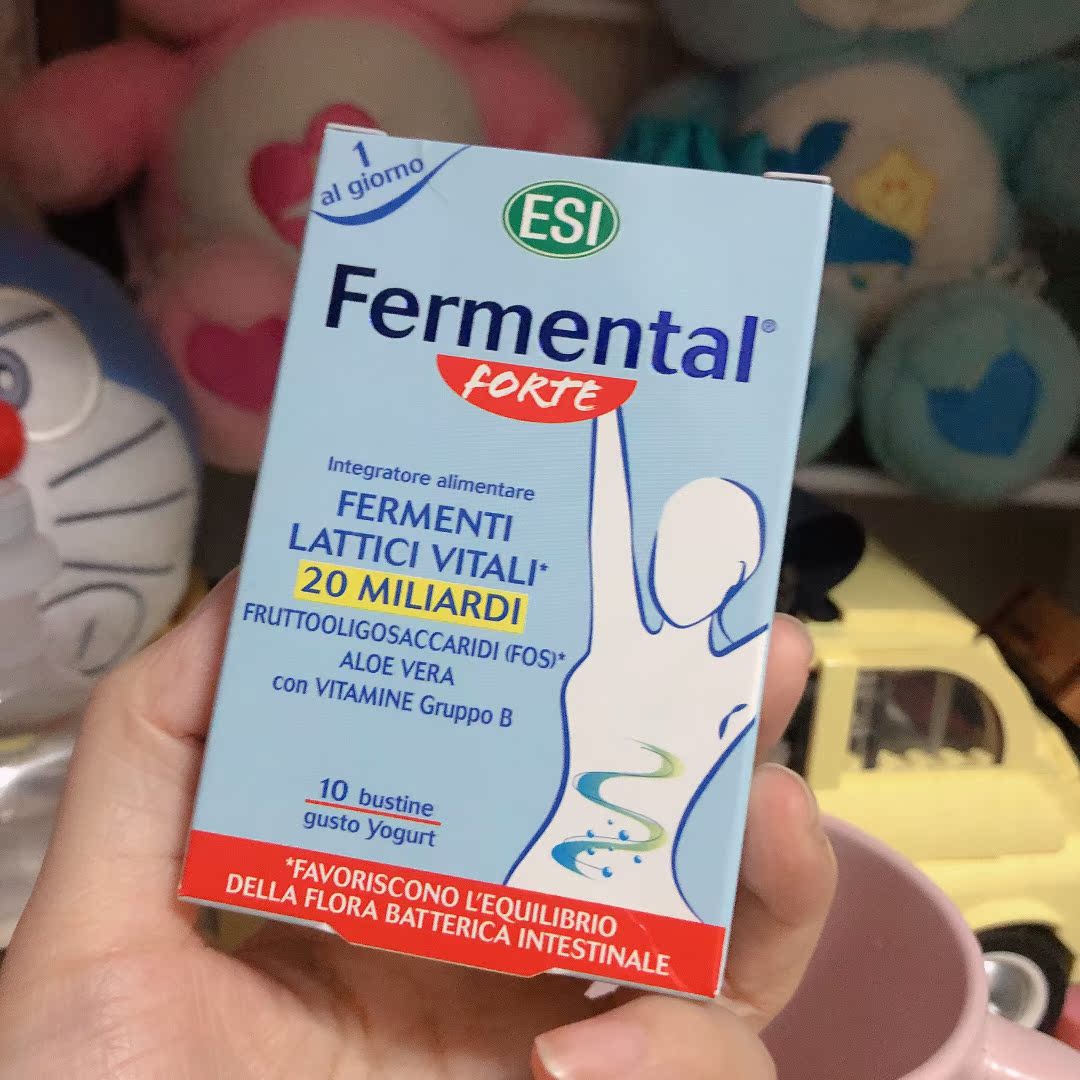 1
al giorno
ESI
Fermental®
FORTE
Integratore alimentare
FERMENTI
LATTICI VITALI*
20 MILIARDI
FRUTTOOLIGOSACCARIDI (FOS)*
ALOE VERA
con VITAMINE Gruppo B
10 bustine
gusto Yogurt
*FAVORISCONO L'EQUILIBRIO
DELLA FLORA BATTERICA INTESTINALE